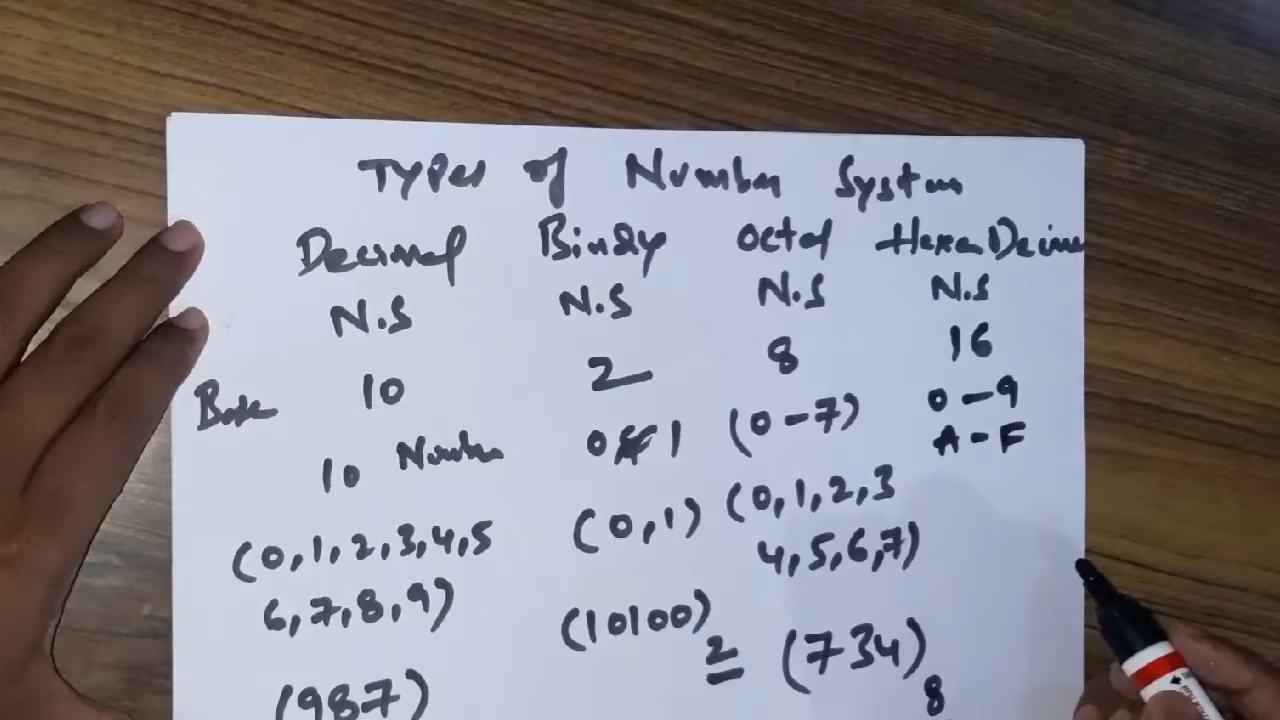 Types of Number System
Decimal Binary Octal HexaDecima
N.S N.S N.S N.S
Base 10 2 8 16
10 Number 0 1 (0-7) 0-9
A-F
(0,1,2,3,4,5 (0,1) (0,1,2,3
6,7,8,9) 4,5,6,7)
(10100)2 (734)8
(987)